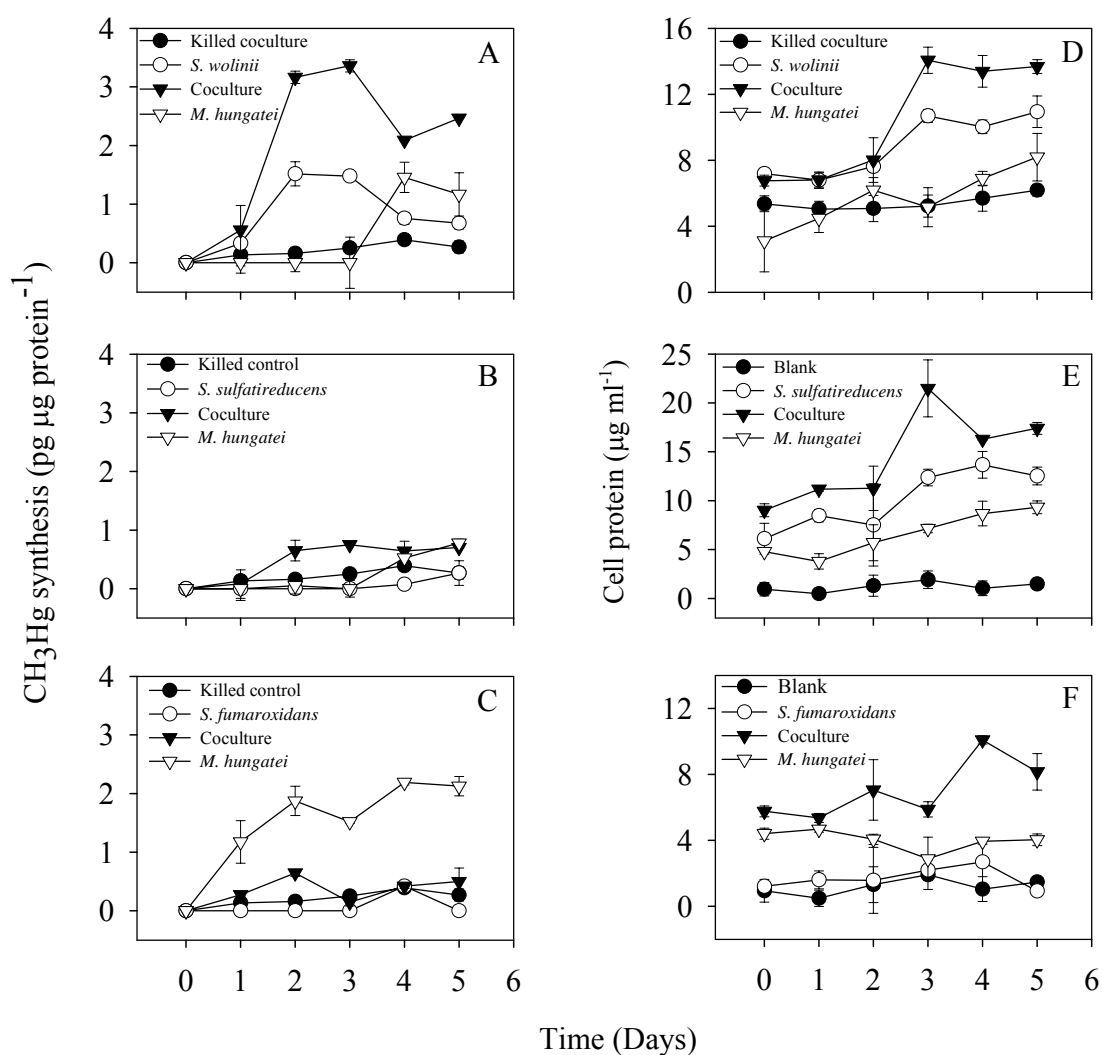 CH3Hg synthesis (pg µg protein-1)
4
3
2
1
0
Killed coculture
S. wolinii
Coculture
M. hungatei
A
4
3
2
1
0
Killed control
S. sulfatireducens
Coculture
M. hungatei
B
4
3
2
1
0
Killed control
S. fumaroxidans
Coculture
M. hungatei
C
0 1 2 3 4 5 6
Cell protein (µg ml-1)
16
12
8
4
0
Killed coculture
S. wolinii
Coculture
M. hungatei
D
25
20
15
10
5
0
Blank
S. sulfatireducens
Coculture
M. hungatei
E
12
8
4
0
Blank
S. fumaroxidans
Coculture
M. hungatei
F
0 1 2 3 4 5 6
Time (Days)